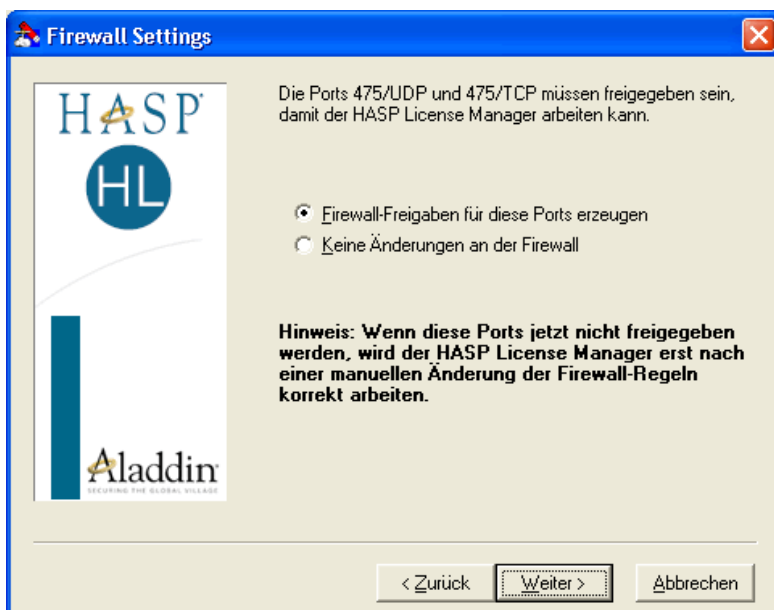 Firewall Settings
HASP
HL
Die Ports 475/UDP und 475/TCP müssen freigegeben sein,
damit der HASP License Manager arbeiten kann.
Firewall-Freigaben für diese Ports erzeugen
Keine Änderungen an der Firewall
Hinweis: Wenn diese Ports jetzt nicht freigegeben
werden, wird der HASP License Manager erst nach
einer manuellen Änderung der Firewall-Regeln
korrekt arbeiten.
Aladdin
SECURING THE GLOBAL VILLAGE
< Zurück
Weiter >
Abbrechen